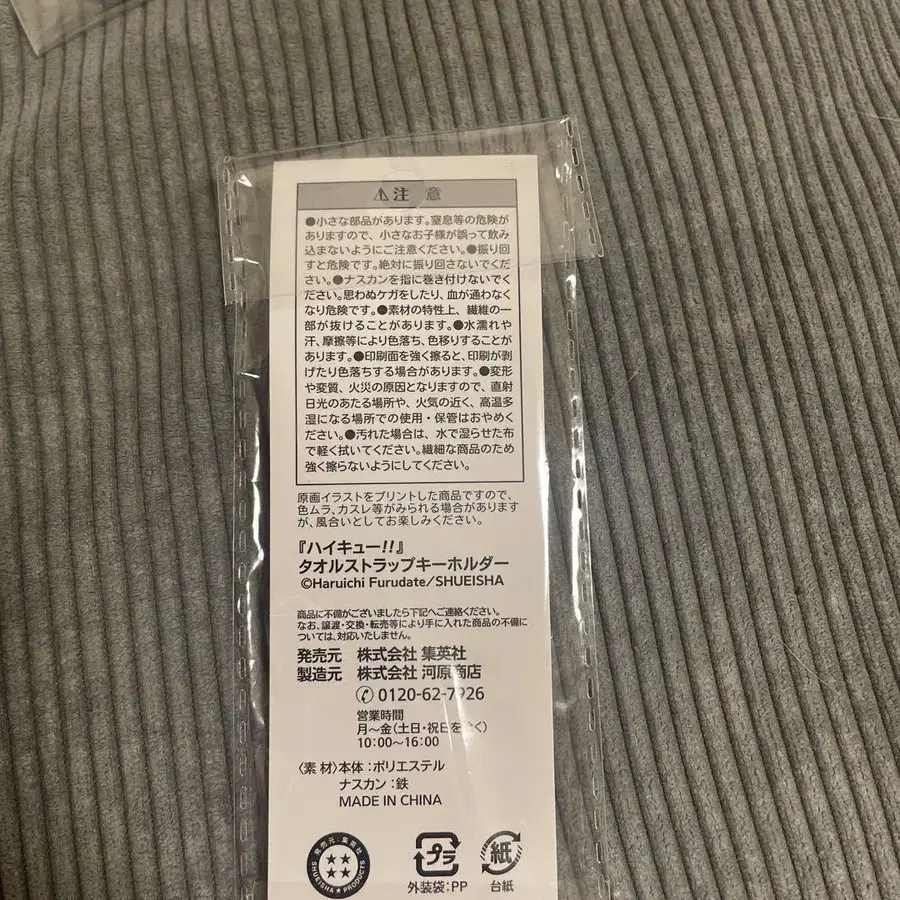 ⚠注 意
●小さな部品があります。窒息等の危険が
ありますので、小さなお子様が誤って飲み
込まないようにご注意ください。●振り回
すと危険です。絶対に振り回さないでくだ
さい。●ナスカンを指に巻き付けないでく
ださい。思わぬケガをしたり、血が通わなく
なり危険です。●素材の特性上、繊維の一
部が抜けることがあります。●水濡れや
汗、摩擦等により色落ち、色移りすることが
あります。●印刷面を強く擦ると、印刷が剥
げたり色落ちする場合があります。●変形
や変質、火災の原因となりますので、直射
日光のあたる場所や、火気の近く、高温多
湿になる場所での使用・保管はおやめく
ださい。●汚れた場合は、水で湿らせた布
で軽く拭いてください。繊細な商品のため
強く擦らないようにしてください。
原画イラストをプリントした商品ですので、
色ムラ、カスレ等がみられる場合があります
が、風合いとしてお楽しみください。
『ハイキュー!!』
タオルストラップキーホルダー
©Haruichi Furudate/SHUEISHA
商品に不備がございましたら下記へご連絡ください。
なお、譲渡・交換・転売等により手に入れた商品の不備に
ついては、対応いたしません。
発売元 株式会社 集英社
製造元 株式会社 河原商店
0120-62-7926
営業時間
月〜金(土日・祝日を除く)
10:00〜16:00
〈素 材〉本体:ポリエステル
ナスカン:鉄
MADE IN CHINA
発売元:集英社
SHUEISHA★PRODUCTS
プラ
外装袋:PP
紙
台紙